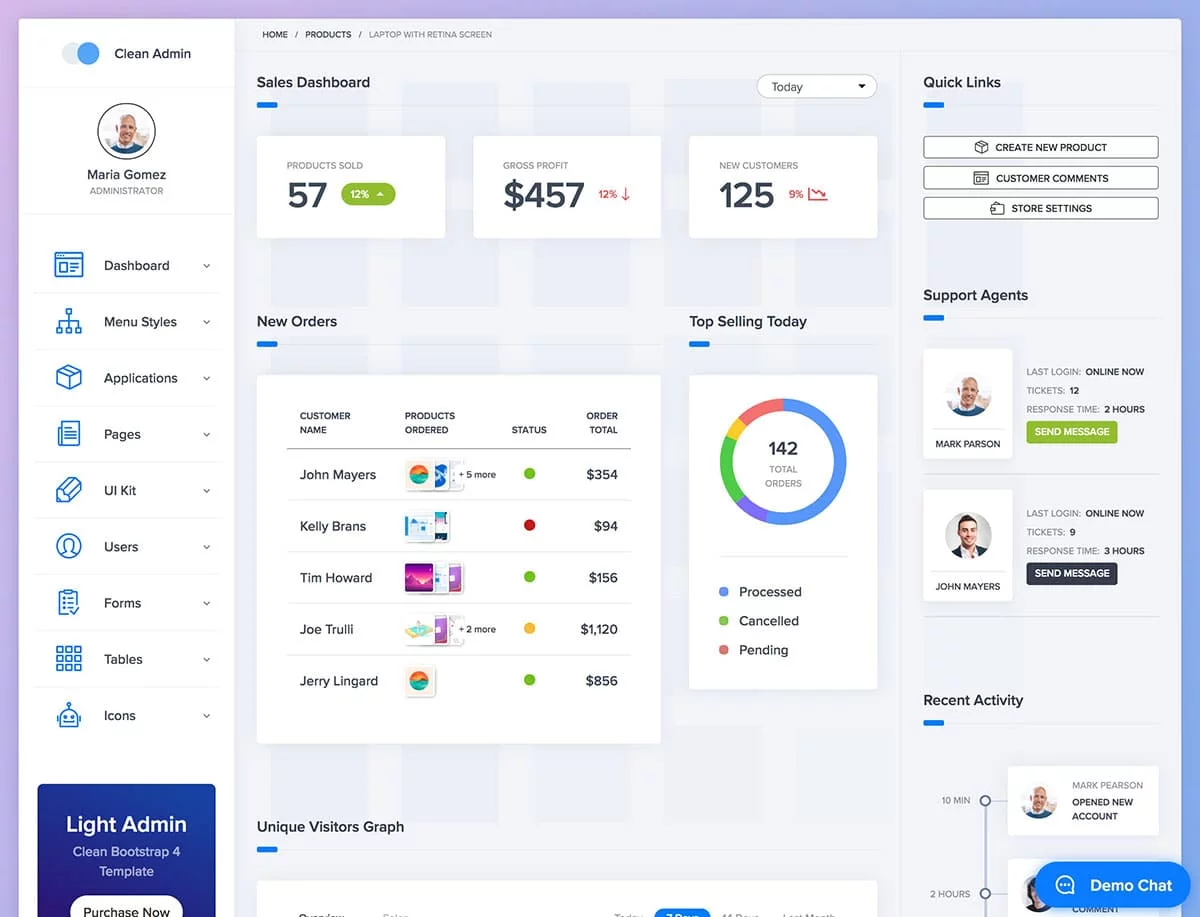 Clean Admin
Maria Gomez
ADMINISTRATOR
Dashboard
Menu Styles
Applications
Pages
UI Kit
Users
Forms
Tables
Icons
Light Admin
Clean Bootstrap 4
Template
Purchase Now
HOME / PRODUCTS / LAPTOP WITH RETINA SCREEN
Sales Dashboard
Today
PRODUCTS SOLD
57 12%
GROSS PROFIT
$457 12%
NEW CUSTOMERS
125 9%
New Orders
CUSTOMER NAME PRODUCTS ORDERED STATUS ORDER TOTAL
John Mayers + 5 more $354
Kelly Brans $94
Tim Howard $156
Joe Trulli + 2 more $1,120
Jerry Lingard $856
Top Selling Today
142
TOTAL
ORDERS
Processed
Cancelled
Pending
Unique Visitors Graph
Overview Sales Today 7 Days 14 Days Last Month
Quick Links
CREATE NEW PRODUCT
CUSTOMER COMMENTS
STORE SETTINGS
Support Agents
MARK PARSON
LAST LOGIN: ONLINE NOW
TICKETS: 12
RESPONSE TIME: 2 HOURS
SEND MESSAGE
JOHN MAYERS
LAST LOGIN: ONLINE NOW
TICKETS: 9
RESPONSE TIME: 3 HOURS
SEND MESSAGE
Recent Activity
10 MIN
MARK PEARSON
OPENED NEW
ACCOUNT
2 HOURS
COMMENT
Demo Chat